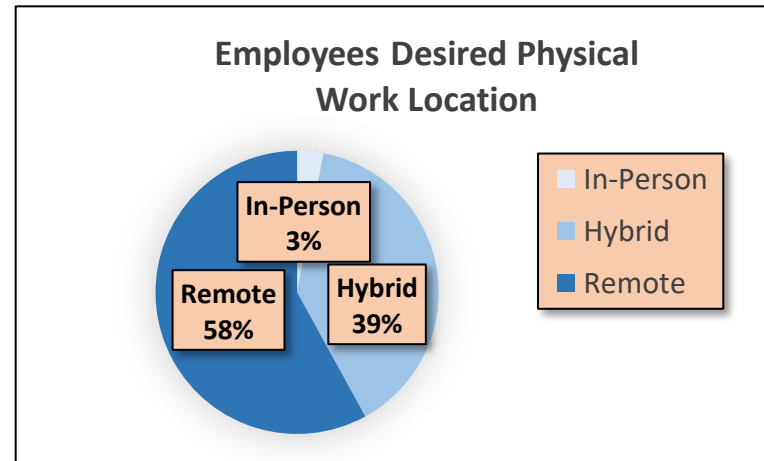 Employees Desired Physical
Work Location
In-Person
3%
Remote
58%
Hybrid
39%
In-Person
Hybrid
Remote